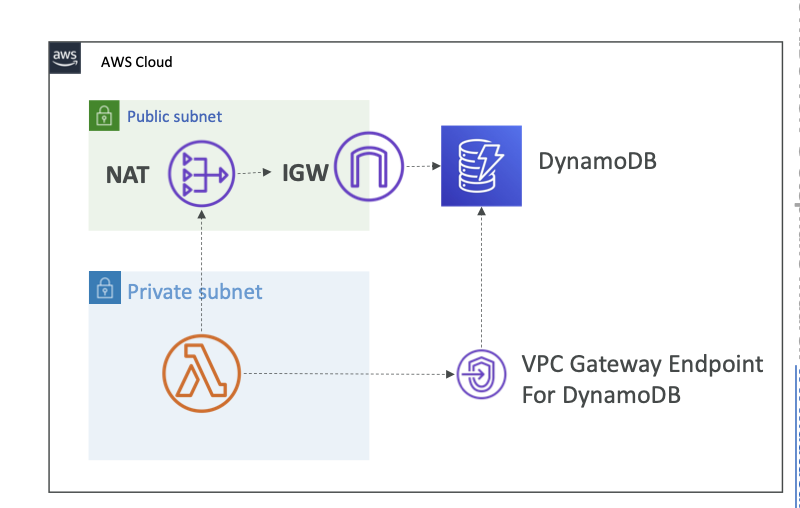 aws
AWS Cloud
Public subnet
NAT
IGW
DynamoDB
Private subnet
VPC Gateway Endpoint
For DynamoDB